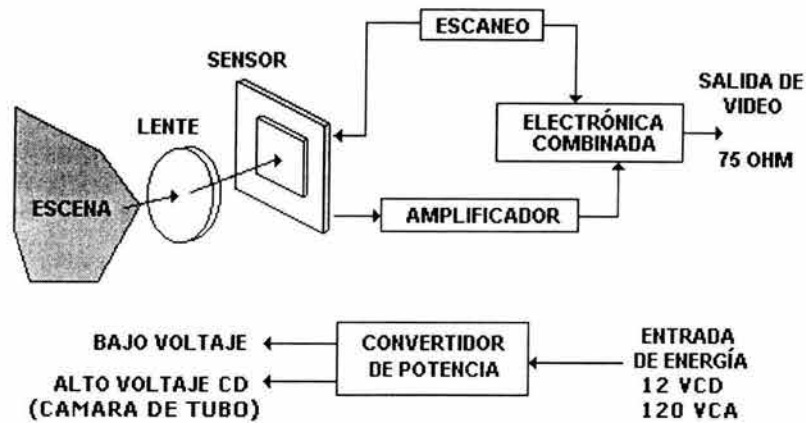 ESCANEO
SENSOR
SALIDA DE
VIDEO
75 OHM
LENTE
ELECTRÓNICA
COMBINADA
ESCENA
AMPLIFICADOR
BAJO VOLTAJE
ALTO VOLTAJE CD
(CAMARA DE TUBO)
CONVERTIDOR
DE POTENCIA
ENTRADA
DE ENERGÍA
12 VCD
120 VCA